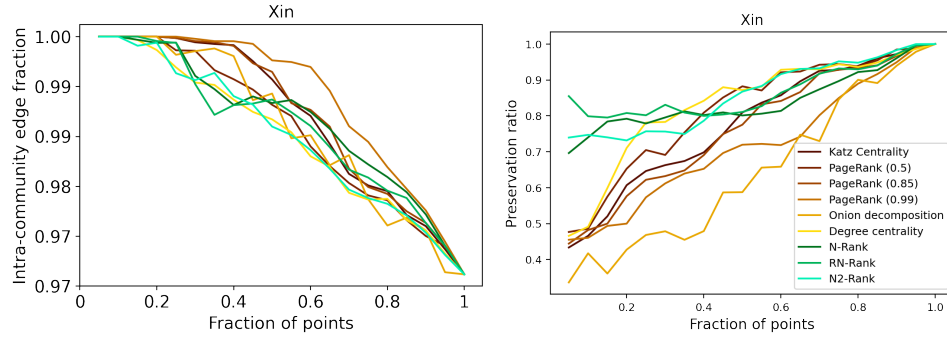 Xin
Intra-community edge fraction
1.00
0.99
0.99
0.98
0.97
0.97
0
0.2
0.4
0.6
0.8
1
Fraction of points
Xin
Preservation ratio
1.0
0.9
0.8
0.7
0.6
0.5
0.4
0.2
0.4
0.6
0.8
1.0
Fraction of points
Katz Centrality
PageRank (0.5)
PageRank (0.85)
PageRank (0.99)
Onion decomposition
Degree centrality
N-Rank
RN-Rank
N2-Rank